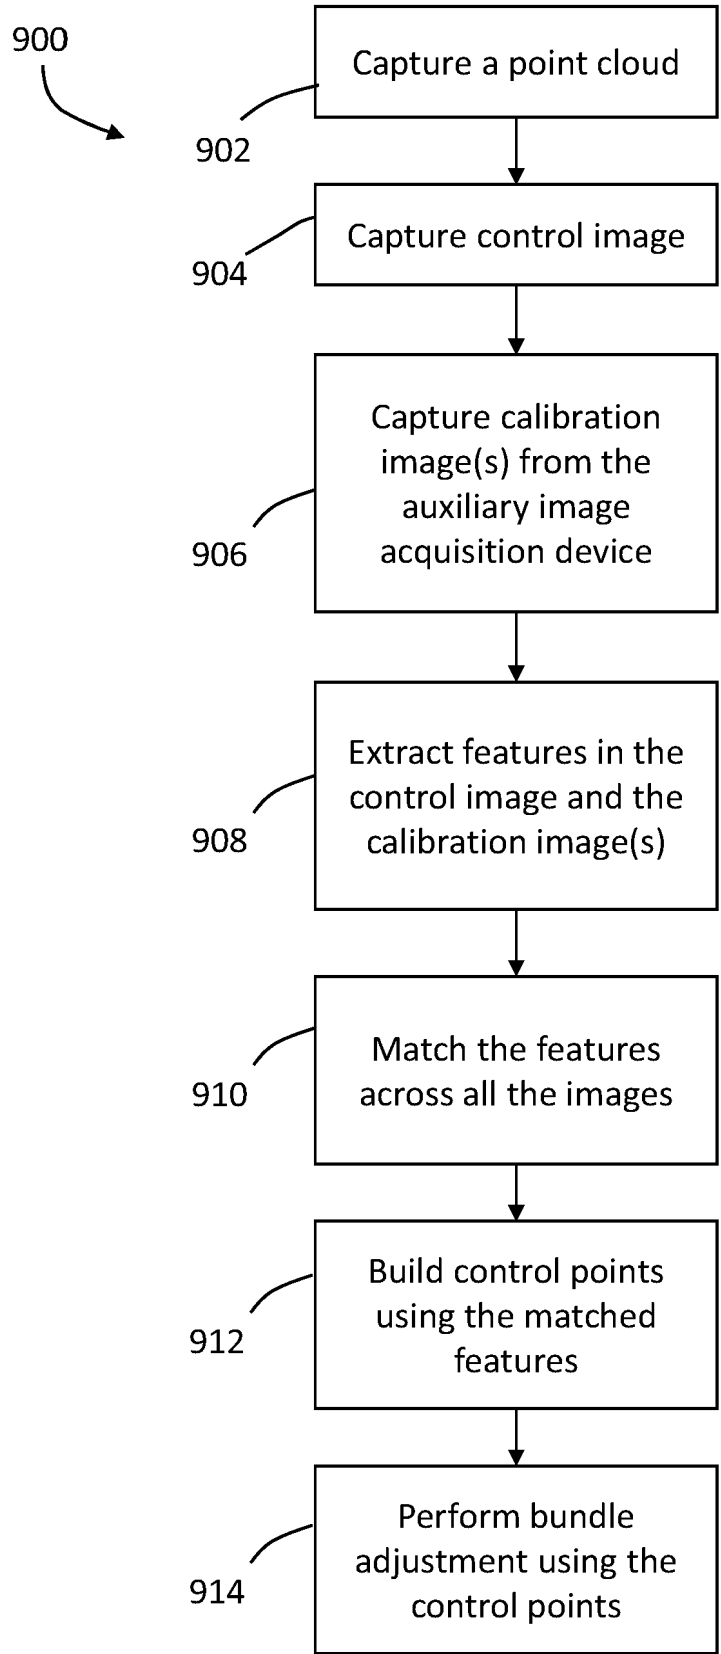 900
Capture a point cloud
902
Capture control image
904
Capture calibration
image(s) from the
auxiliary image
acquisition device
906
Extract features in the
control image and the
calibration image(s)
908
Match the features
across all the images
910
Build control points
using the matched
features
912
Perform bundle
adjustment using the
control points
914